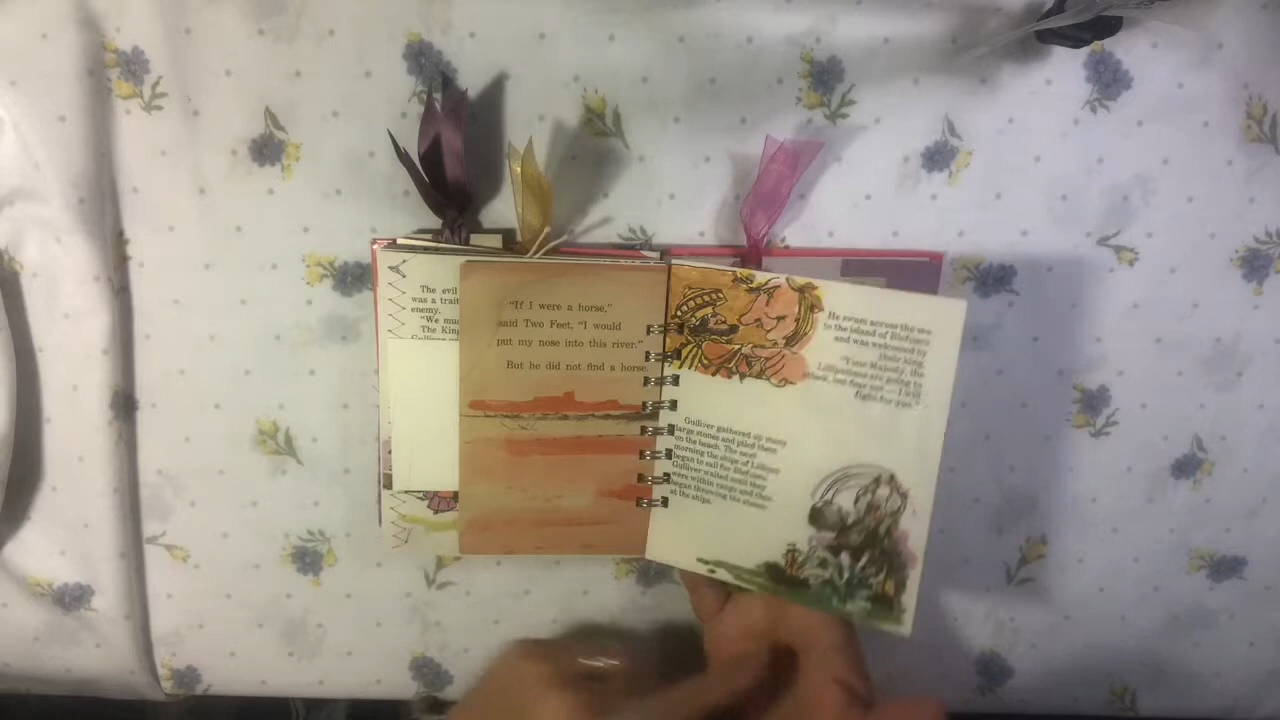 The evil
was a trait
enemy.
"We mus
The King
"If I were a horse,"
said Two Feet, "I would
put my nose into this river."
But he did not find a horse.
He swam across the sea
to the island of Blefuscu
and was welcomed by
their king.
"Your Majesty, the
Lilliputians are going to
attack, but fear not — I will
fight for you."
Gulliver gathered up many
large stones and piled them
on the beach. The next
morning the ships of Lilliput
began to sail for Blefuscu.
Gulliver waited until they
were within range and then
began throwing the stones
at the ships.